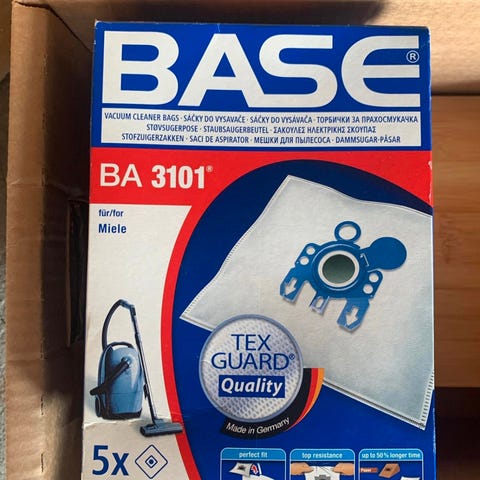 BASE®
VACUUM CLEANER BAGS · SÁČKY DO VYSAVAČE · SÁČKY DO VYSÁVAČA · ТОРБИЧКИ ЗА ПРАХОСМУКАЧКА
STØVSUGERPOSE · STAUBSAUGERBEUTEL · ΣΑΚΟΥΛΕΣ ΗΛΕΚΤΡΙΚΗΣ ΣΚΟΥΠΑΣ
STOFZUIGERZAKKEN · SACI DE ASPIRATOR · МЕШКИ ДЛЯ ПЫЛЕСОСА · DAMMSUGAR-PÅSAR
BA 3101®
für/for
Miele
TEX
GUARD®
Quality
Made in Germany
5x
perfect fit
top resistance
up to 50% longer time
Paper